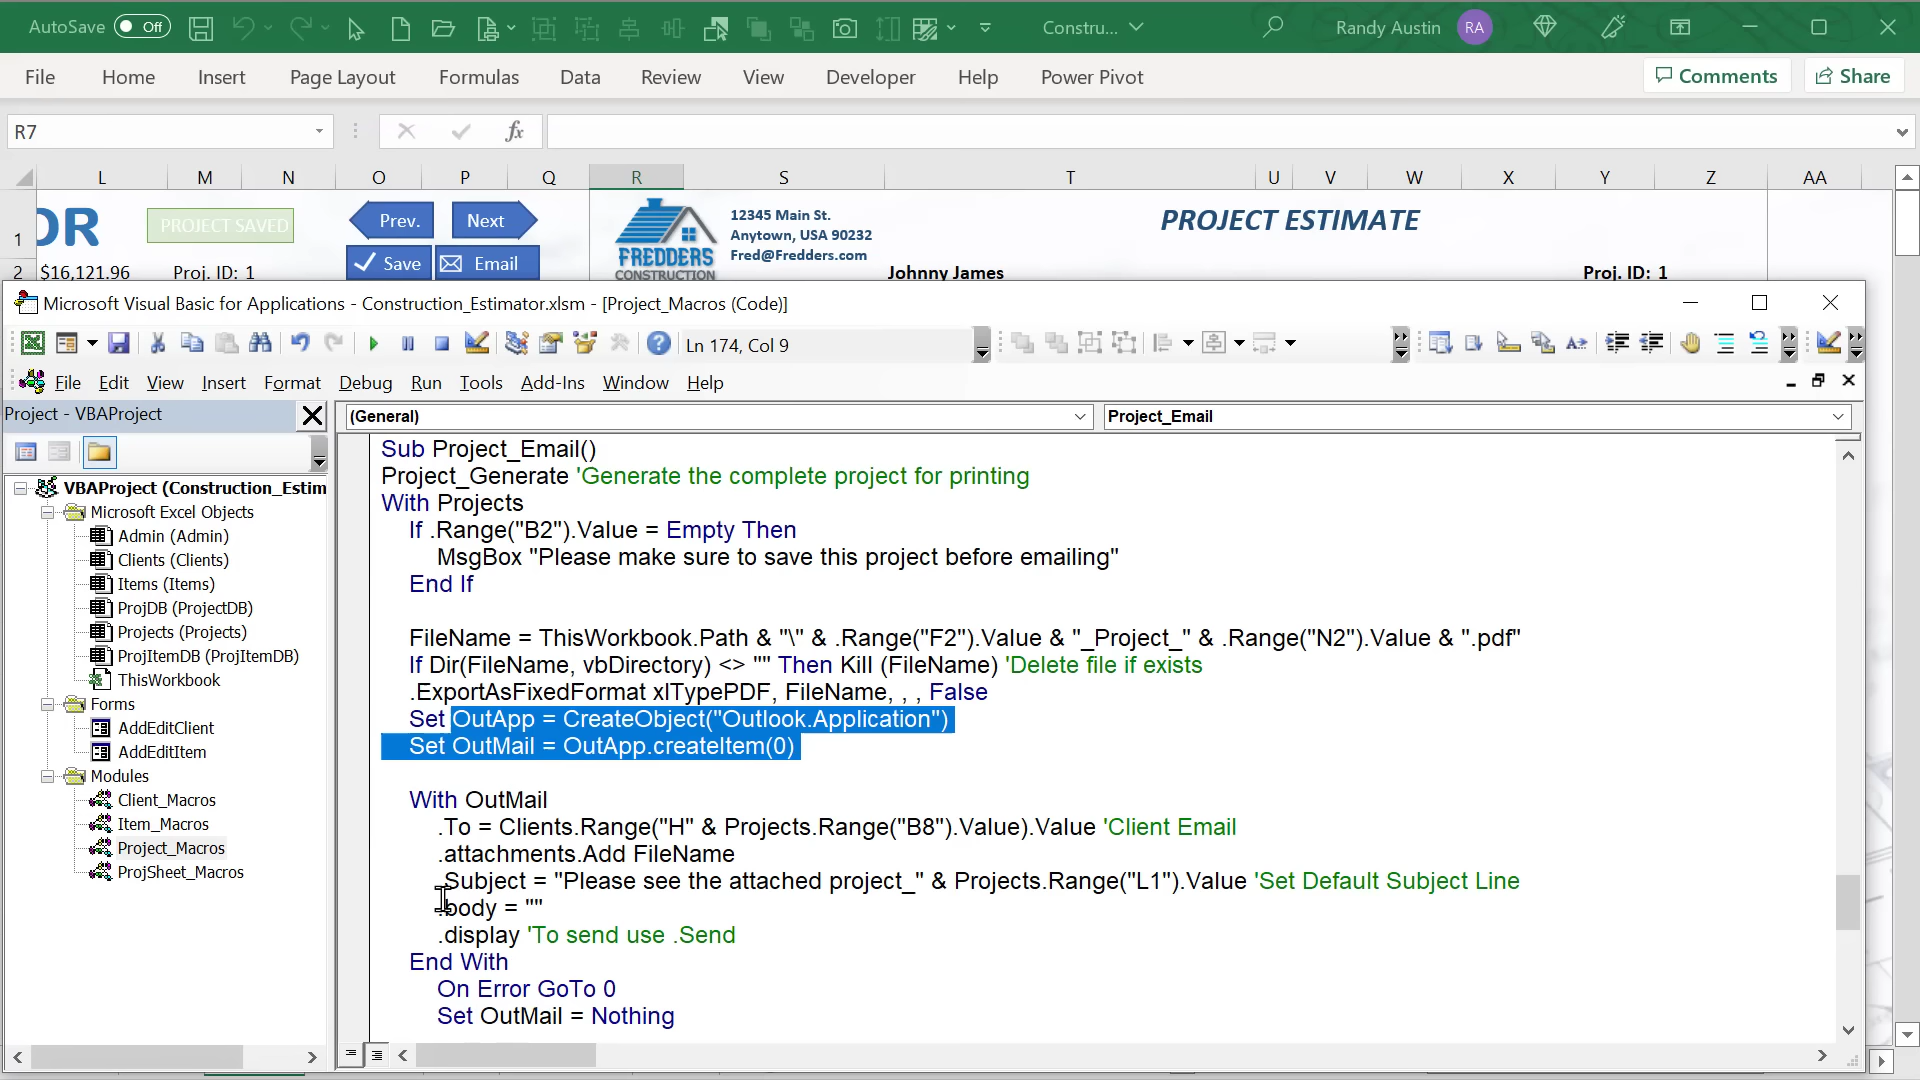 AutoSave Off Constru... Randy Austin RA
File Home Insert Page Layout Formulas Data Review View Developer Help Power Pivot Comments Share
R7 fx
L M N O P Q R S T U V W X Y Z AA
1 OR PROJECT SAVED Prev. Next
12345 Main St.
Anytown, USA 90232
Fred@Fredders.com
FREDDERS
CONSTRUCTION
PROJECT ESTIMATE
2 $16,121.96 Proj. ID: 1 Save Email Johnny James Proj. ID: 1
Microsoft Visual Basic for Applications - Construction_Estimator.xlsm - [Project_Macros (Code)]
Ln 174, Col 9
File Edit View Insert Format Debug Run Tools Add-Ins Window Help
Project - VBAProject
(General) Project_Email
VBAProject (Construction_Estim
Microsoft Excel Objects
Admin (Admin)
Clients (Clients)
Items (Items)
ProjDB (ProjectDB)
Projects (Projects)
ProjItemDB (ProjItemDB)
ThisWorkbook
Forms
AddEditClient
AddEditItem
Modules
Client_Macros
Item_Macros
Project_Macros
ProjSheet_Macros
Sub Project_Email()
Project_Generate 'Generate the complete project for printing
With Projects
If .Range("B2").Value = Empty Then
MsgBox "Please make sure to save this project before emailing"
End If
FileName = ThisWorkbook.Path & "\" & .Range("F2").Value & "_Project_" & .Range("N2").Value & ".pdf"
If Dir(FileName, vbDirectory) <> "" Then Kill (FileName) 'Delete file if exists
.ExportAsFixedFormat xlTypePDF, FileName, , , False
Set OutApp = CreateObject("Outlook.Application")
Set OutMail = OutApp.createItem(0)
With OutMail
.To = Clients.Range("H" & Projects.Range("B8").Value).Value 'Client Email
.attachments.Add FileName
.Subject = "Please see the attached project_" & Projects.Range("L1").Value 'Set Default Subject Line
.body = ""
.display 'To send use .Send
End With
On Error GoTo 0
Set OutMail = Nothing